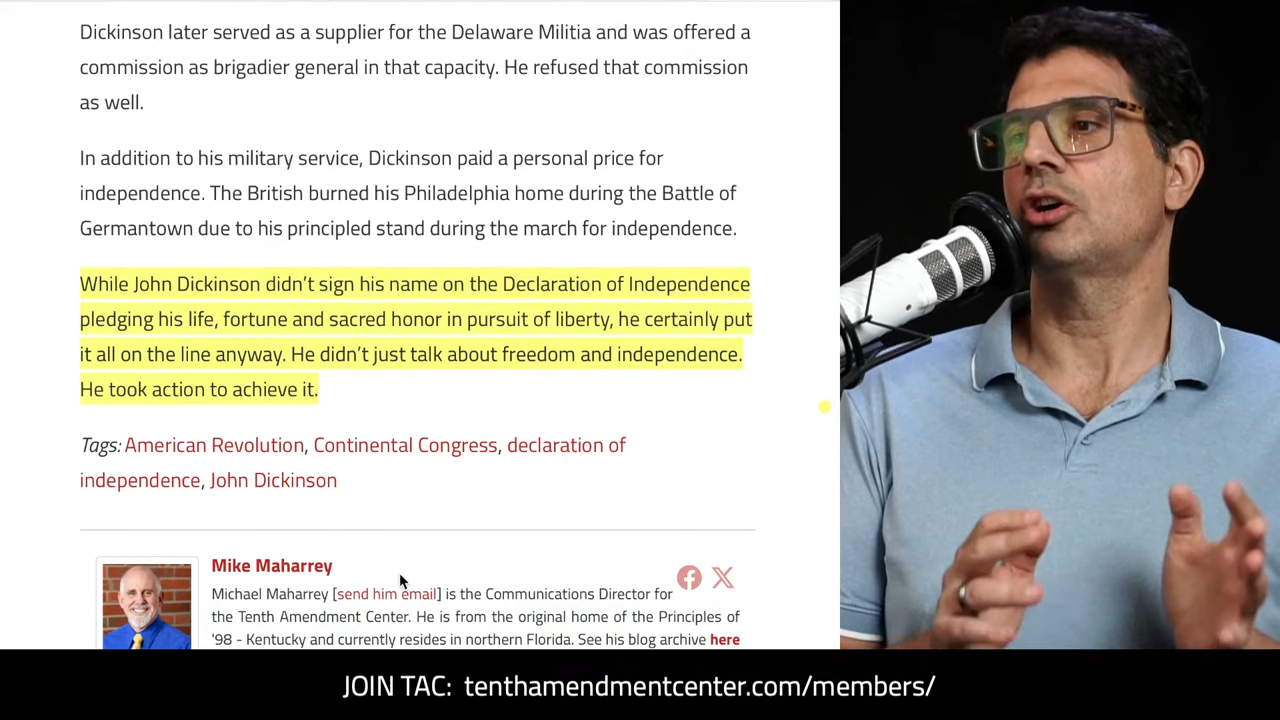 Dickinson later served as a supplier for the Delaware Militia and was offered a
commission as brigadier general in that capacity. He refused that commission
as well.
In addition to his military service, Dickinson paid a personal price for
independence. The British burned his Philadelphia home during the Battle of
Germantown due to his principled stand during the march for independence.
While John Dickinson didn’t sign his name on the Declaration of Independence
pledging his life, fortune and sacred honor in pursuit of liberty, he certainly put
it all on the line anyway. He didn’t just talk about freedom and independence.
He took action to achieve it.
Tags: American Revolution, Continental Congress, declaration of
independence, John Dickinson
Mike Maharrey
Michael Maharrey [send him email] is the Communications Director for
the Tenth Amendment Center. He is from the original home of the Principles of
'98 - Kentucky and currently resides in northern Florida. See his blog archive here
JOIN TAC: tenthamendmentcenter.com/members/